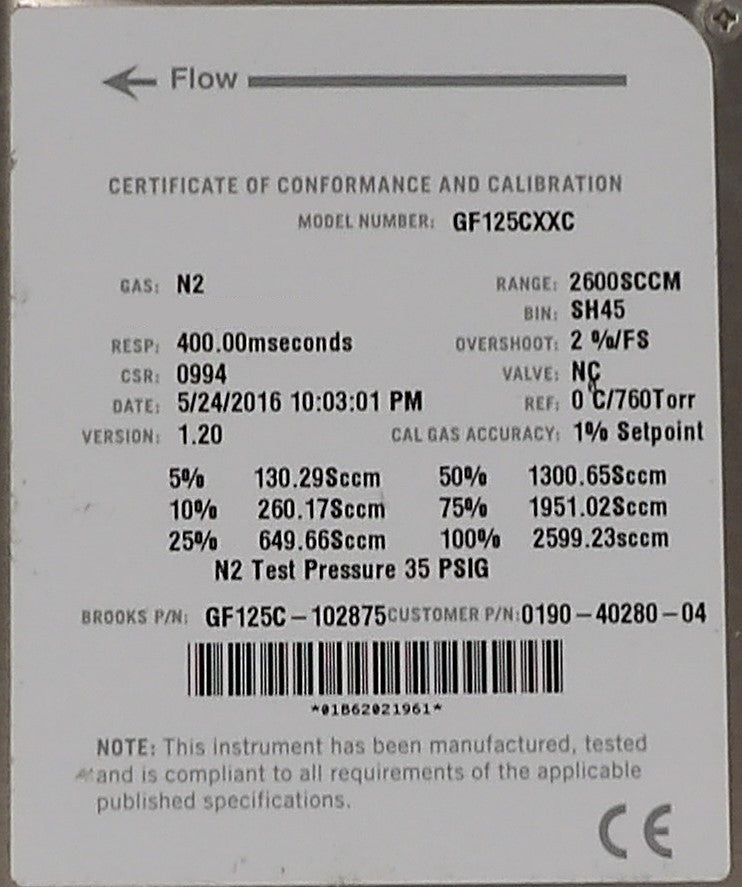 Flow
CERTIFICATE OF CONFORMANCE AND CALIBRATION
MODEL NUMBER: GF125CXXC
GAS: N2 RANGE: 2600SCCM
BIN: SH45
RESP: 400.00mseconds OVERSHOOT: 2 %/FS
CSR: 0994 VALVE: NC
DATE: 5/24/2016 10:03:01 PM REF: 0°C/760Torr
VERSION: 1.20 CAL GAS ACCURACY: 1% Setpoint
5% 130.29Sccm 50% 1300.65Sccm
10% 260.17Sccm 75% 1951.02Sccm
25% 649.66Sccm 100% 2599.23sccm
N2 Test Pressure 35 PSIG
BROOKS P/N: GF125C-102875 CUSTOMER P/N: 0190-40280-04
*01862021961*
NOTE: This instrument has been manufactured, tested
and is compliant to all requirements of the applicable
published specifications.
CE